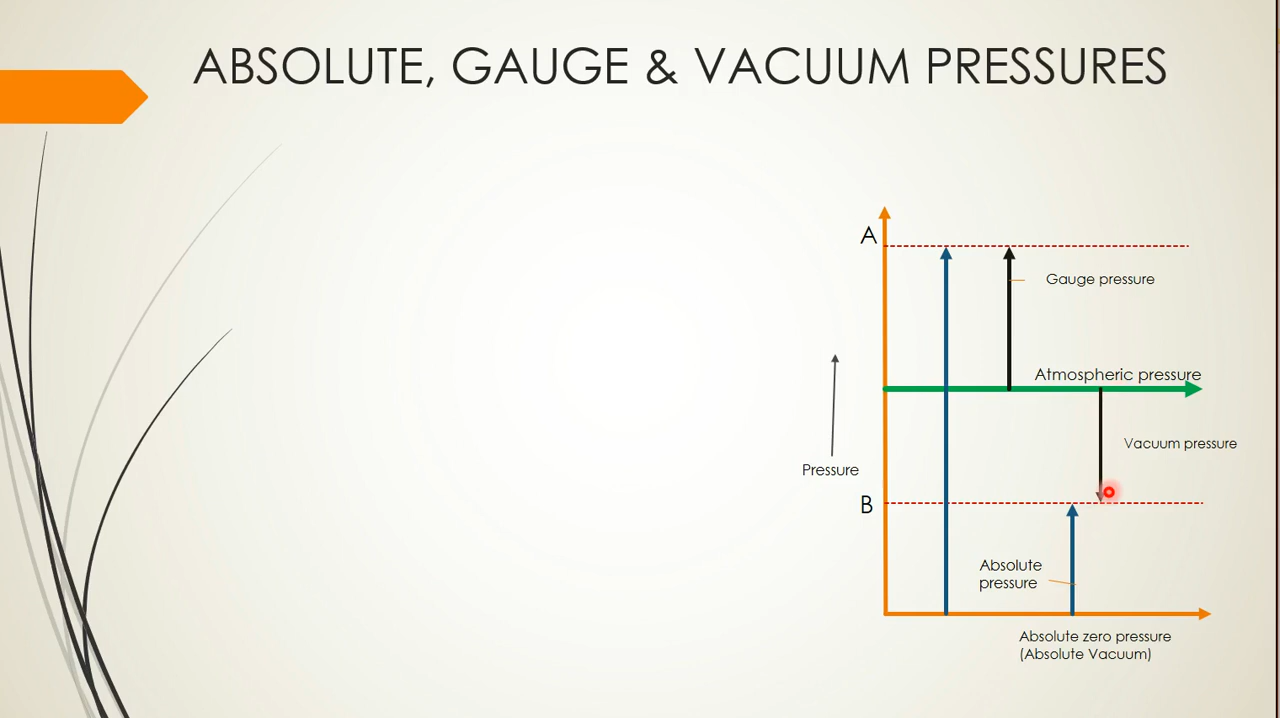 ABSOLUTE, GAUGE & VACUUM PRESSURES
A
Gauge pressure
Atmospheric pressure
Vacuum pressure
Pressure
B
Absolute
pressure
Absolute zero pressure
(Absolute Vacuum)